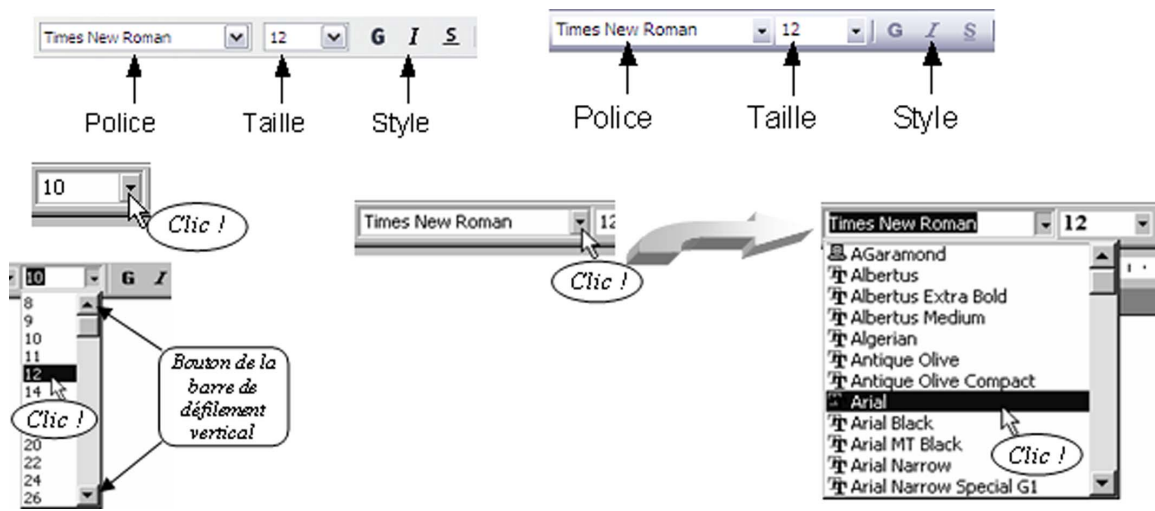 Times New Roman 12 G I S
Police Taille Style
Times New Roman 12 G I S
Police Taille Style
10
Clic !
Times New Roman 12
Clic !
10 G I
8
9
10
11
12
14
Clic !
20
22
24
26
Bouton de la
barre de
défilement
vertical
Times New Roman 12
AGaramond
Albertus
Albertus Extra Bold
Albertus Medium
Algerian
Antique Olive
Antique Olive Compact
Arial
Arial Black
Arial MT Black
Arial Narrow
Arial Narrow Special G1
Clic !